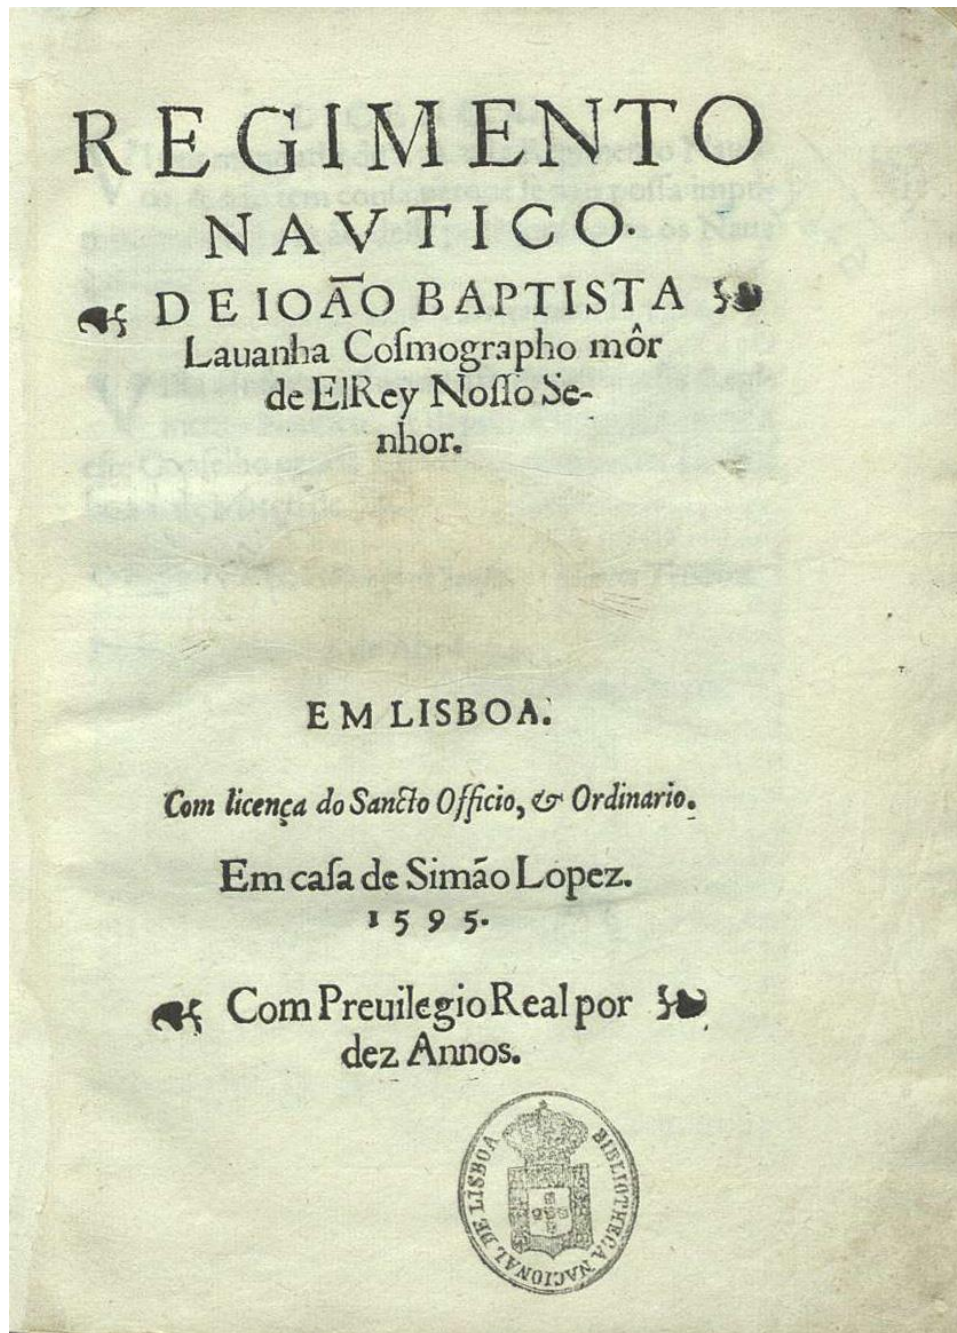 REGIMENTO
NAVTICO.
DE IOÃO BAPTISTA
Lauanha Coſmographo môr
de ElRey Noſſo Se-
nhor.
EM LISBOA.
Com licença do Sancto Officio, & Ordinario.
Em caſa de Simão Lopez.
1595.
Com Preuilegio Real por
dez Annos.
BIBLIOTHECA NACIONAL DE LISBOA